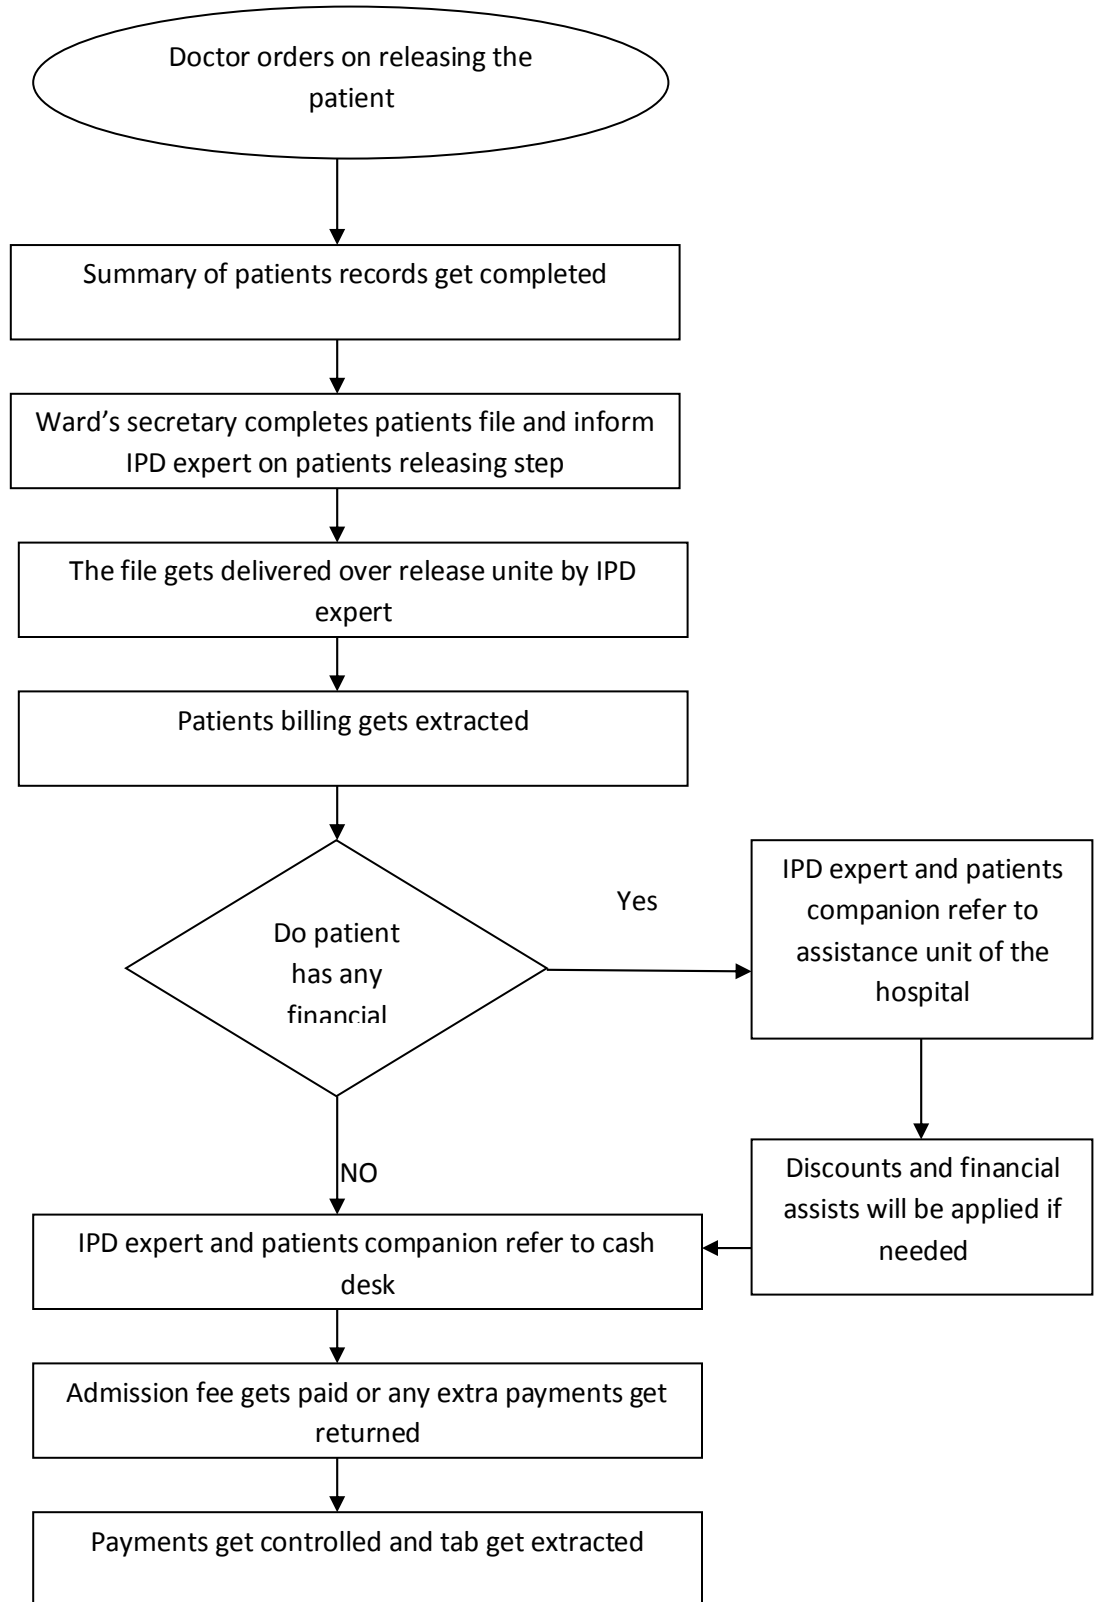 Doctor orders on releasing the
patient
Summary of patients records get completed
Ward’s secretary completes patients file and inform
IPD expert on patients releasing step
The file gets delivered over release unite by IPD
expert
Patients billing gets extracted
Do patient
has any
financial
Yes
IPD expert and patients
companion refer to
assistance unit of the
hospital
Discounts and financial
assists will be applied if
needed
NO
IPD expert and patients companion refer to cash
desk
Admission fee gets paid or any extra payments get
returned
Payments get controlled and tab get extracted